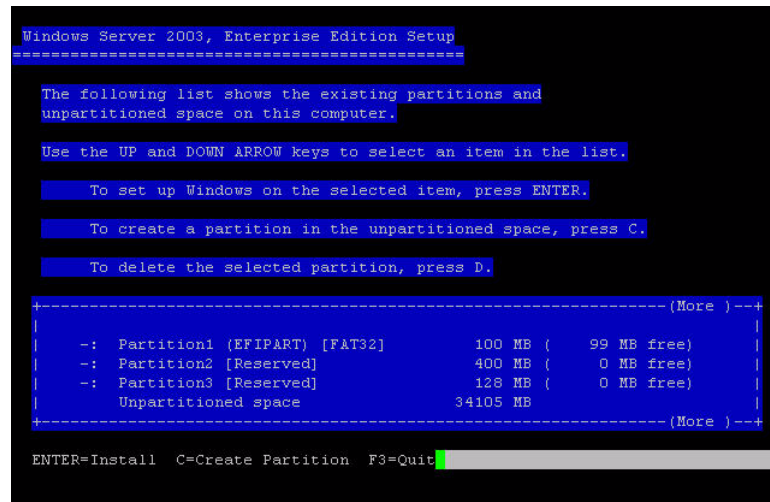 Windows Server 2003, Enterprise Edition Setup
===============================================
The following list shows the existing partitions and
unpartitioned space on this computer.
Use the UP and DOWN ARROW keys to select an item in the list.
To set up Windows on the selected item, press ENTER.
To create a partition in the unpartitioned space, press C.
To delete the selected partition, press D.
(More )
-: Partition1 (EFIPART) [FAT32] 100 MB ( 99 MB free)
-: Partition2 [Reserved] 400 MB ( 0 MB free)
-: Partition3 [Reserved] 128 MB ( 0 MB free)
Unpartitioned space 34105 MB
(More )
ENTER=Install C=Create Partition F3=Quit